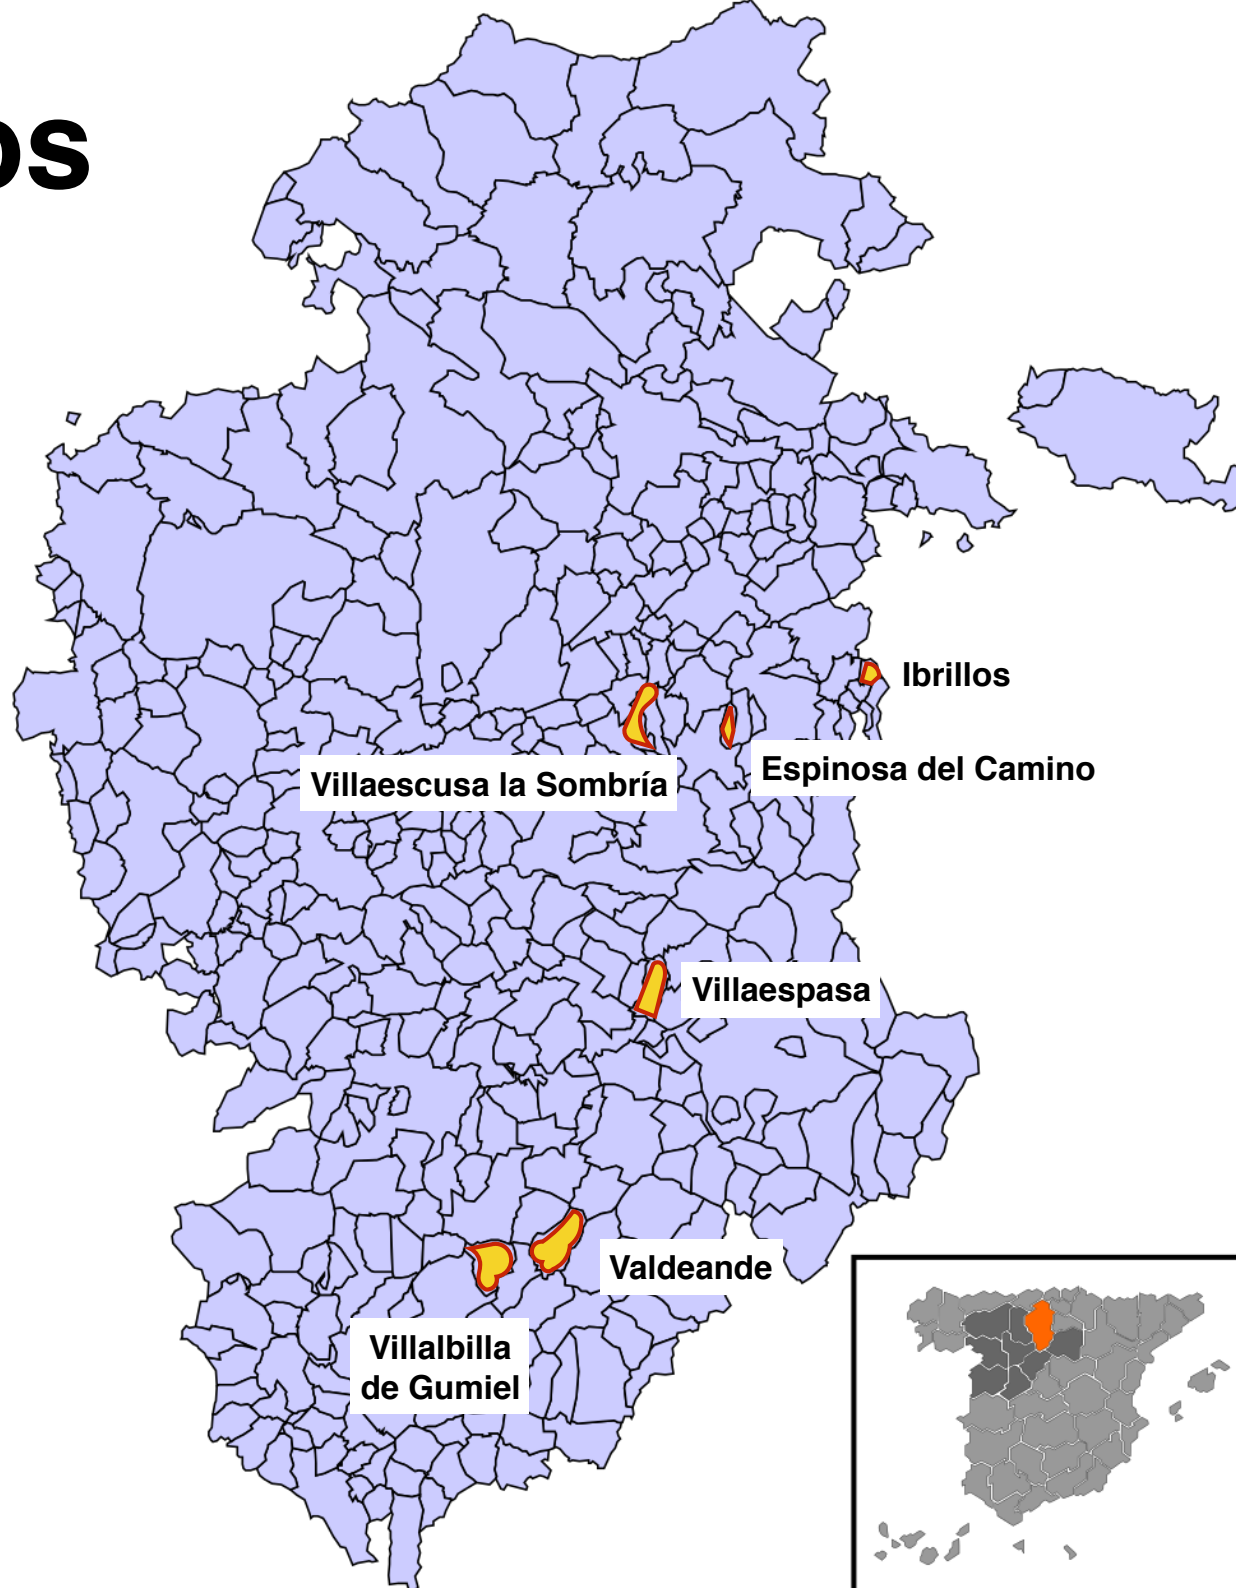 os
Ibrillos
Espinosa del Camino
Villaescusa la Sombría
Villaespasa
Valdeande
Villalbilla
de Gumiel